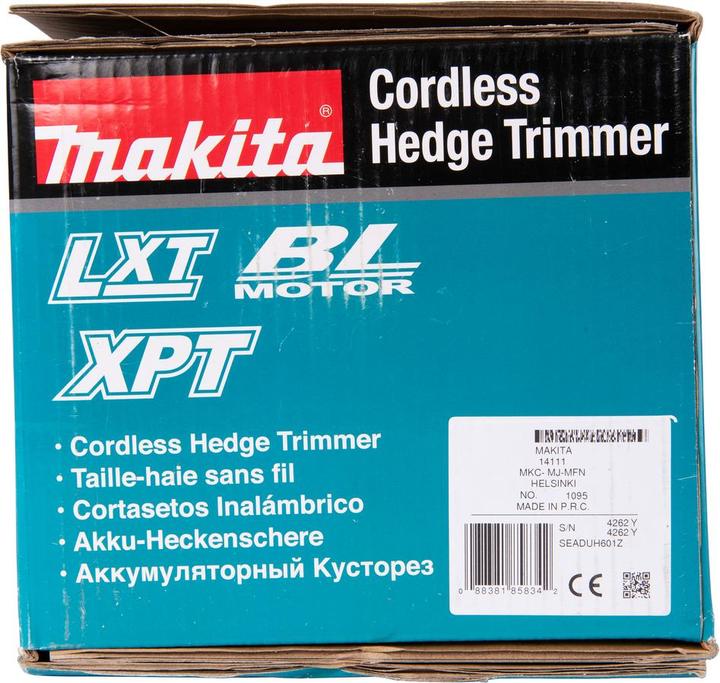 makita®
Cordless
Hedge Trimmer
LXT
BL
MOTOR
XPT
· Cordless Hedge Trimmer
· Taille-haie sans fil
· Cortasetos Inalámbrico
· Akku-Heckenschere
· Аккумуляторный Кусторез
MAKITA
14111
MKC- MJ-MFN
HELSINKI
NO. 1095
MADE IN P.R.C.
S/N 4262 Y
4262 Y
SEADUH601Z
0 88381 85834 2
CE